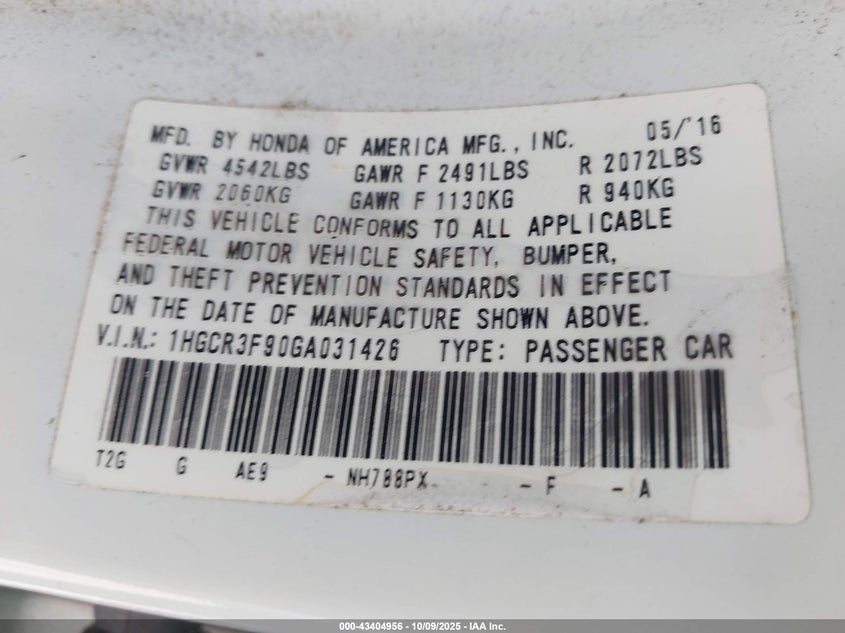 MFD. BY HONDA OF AMERICA MFG., INC. 05/'16
GVWR 4542LBS GAWR F 2491LBS R 2072LBS
GVWR 2060KG GAWR F 1130KG R 940KG
THIS VEHICLE CONFORMS TO ALL APPLICABLE
FEDERAL MOTOR VEHICLE SAFETY, BUMPER,
AND THEFT PREVENTION STANDARDS IN EFFECT
ON THE DATE OF MANUFACTURE SHOWN ABOVE.
V.I.N.: 1HGCR3F90GA031426 TYPE: PASSENGER CAR
T2G G AE9 - NH788PX - F - A
000-43404956 | 10/09/2025 - IAA Inc.